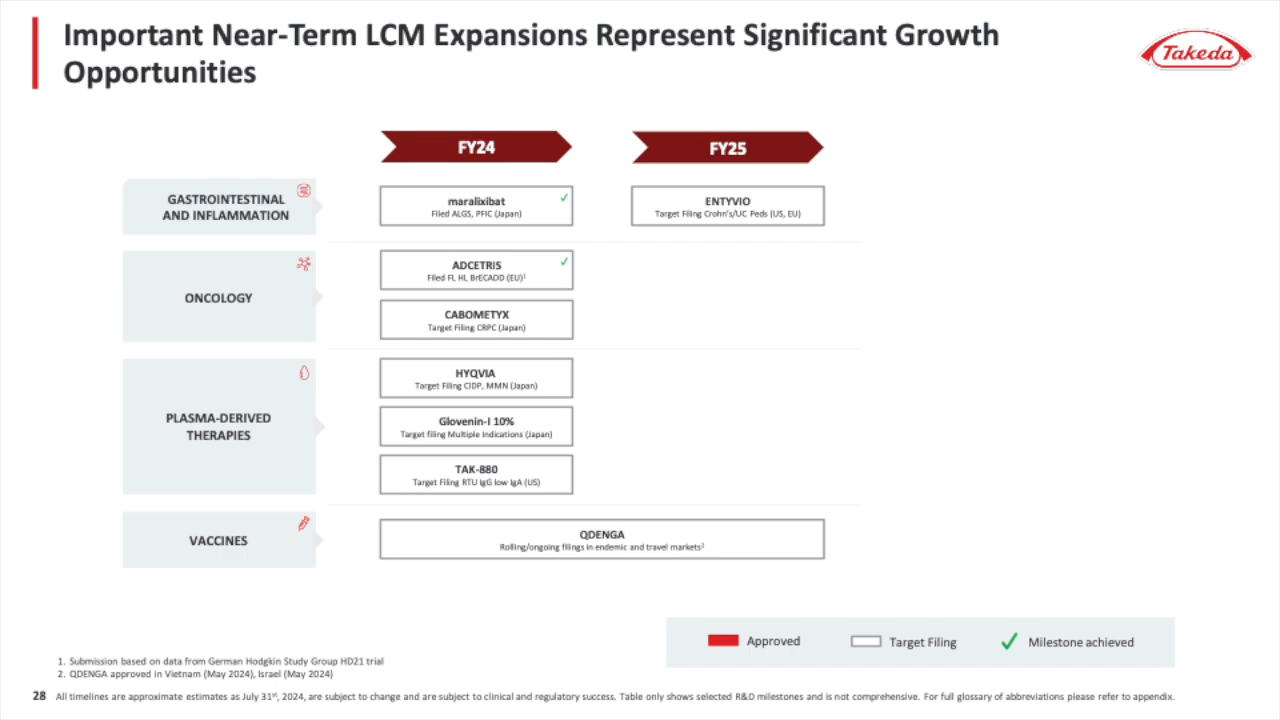 Important Near-Term LCM Expansions Represent Significant Growth
Opportunities
Takeda
FY24
FY25
GASTROINTESTINAL
AND INFLAMMATION
maralixibat
Filed ALGS, PFIC (Japan)
ENTYVIO
Target Filing Crohn's/UC Peds (US, EU)
ONCOLOGY
ADCETRIS
Filed FL HL BrECADD (EU)1
CABOMETYX
Target Filing CRPC (Japan)
PLASMA-DERIVED
THERAPIES
HYQVIA
Target Filing CIDP, MMN (Japan)
Glovenin-I 10%
Target filing Multiple Indications (Japan)
TAK-880
Target Filing RTU IgG low IgA (US)
VACCINES
QDENGA
Rolling/ongoing filings in endemic and travel markets2
Approved
Target Filing
Milestone achieved
1. Submission based on data from German Hodgkin Study Group HD21 trial
2. QDENGA approved in Vietnam (May 2024), Israel (May 2024)
28 All timelines are approximate estimates as July 31st, 2024, are subject to change and are subject to clinical and regulatory success. Table only shows selected R&D milestones and is not comprehensive. For full glossary of abbreviations please refer to appendix.